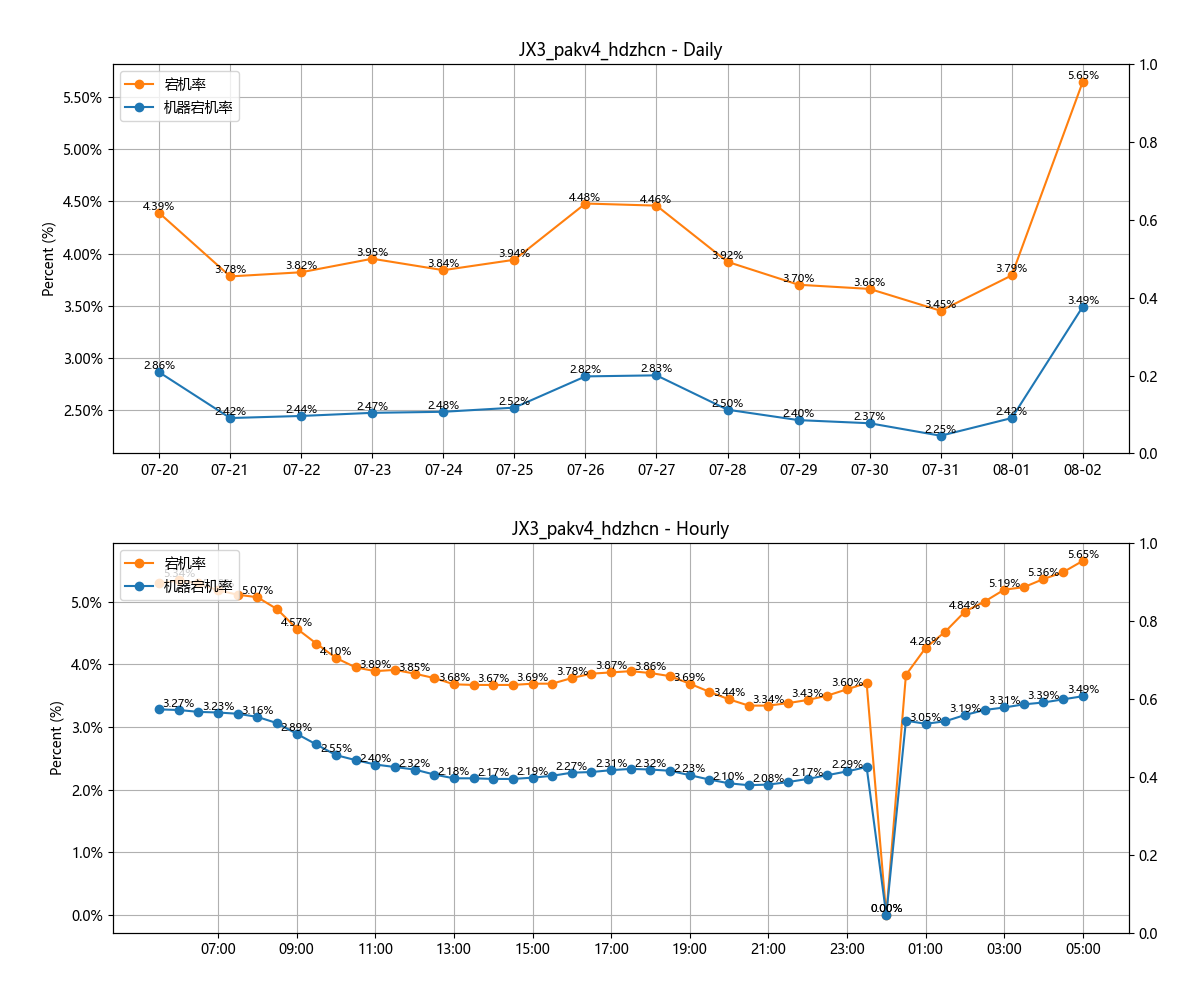 JX3_pakv4_hdzhcn - Daily
宕机率
机器宕机率
Percent (%)
5.50%
5.00%
4.50%
4.00%
3.50%
3.00%
2.50%
1.0
0.8
0.6
0.4
0.2
0.0
4.39% 3.78% 3.82% 3.95% 3.84% 3.94% 4.48% 4.46% 3.92% 3.70% 3.66% 3.45% 3.79% 5.65%
2.86% 2.42% 2.44% 2.47% 2.48% 2.52% 2.82% 2.83% 2.50% 2.40% 2.37% 2.25% 2.42% 3.49%
07-20 07-21 07-22 07-23 07-24 07-25 07-26 07-27 07-28 07-29 07-30 07-31 08-01 08-02
JX3_pakv4_hdzhcn - Hourly
宕机率
机器宕机率
Percent (%)
5.0%
4.0%
3.0%
2.0%
1.0%
0.0%
1.0
0.8
0.6
0.4
0.2
0.0
5.07% 4.57% 4.10% 3.89% 3.85% 3.68% 3.67% 3.69% 3.78% 3.87% 3.86% 3.69% 3.44% 3.34% 3.43% 3.60% 0.00% 4.26% 4.84% 5.19% 5.36% 5.65%
3.27% 3.23% 3.16% 2.89% 2.55% 2.40% 2.32% 2.18% 2.17% 2.19% 2.27% 2.31% 2.32% 2.23% 2.10% 2.08% 2.17% 2.29% 0.00% 3.05% 3.19% 3.31% 3.39% 3.49%
07:00 09:00 11:00 13:00 15:00 17:00 19:00 21:00 23:00 01:00 03:00 05:00